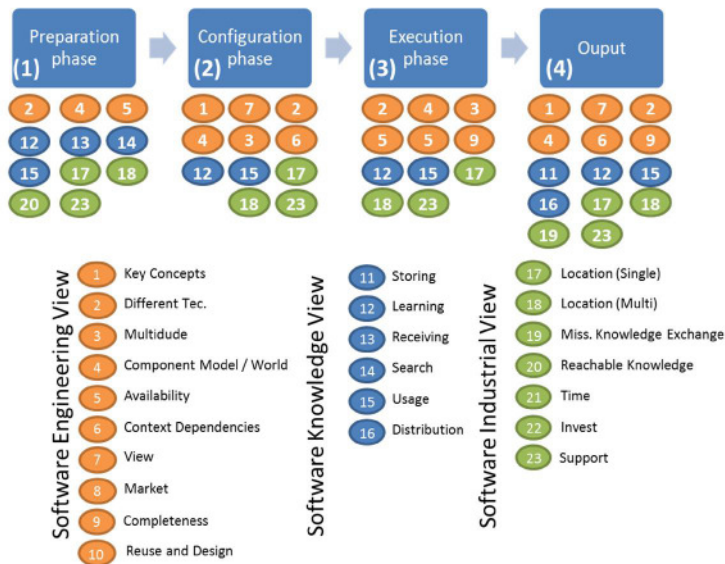 Preparation phase
(1)
Configuration phase
(2)
Execution phase
(3)
Ouput
(4)
2 4 5
12 13 14
15 17 18
20 23
1 7 2
4 3 6
12 15 17
18 23
2 4 3
5 5 9
12 15 17
18 23
1 7 2
4 6 9
11 12 15
16 17 18
19 23
Software Engineering View
1 Key Concepts
2 Different Tec.
3 Multidude
4 Component Model / World
5 Availability
6 Context Dependencies
7 View
8 Market
9 Completeness
10 Reuse and Design
Software Knowledge View
11 Storing
12 Learning
13 Receiving
14 Search
15 Usage
16 Distribution
Software Industrial View
17 Location (Single)
18 Location (Multi)
19 Miss. Knowledge Exchange
20 Reachable Knowledge
21 Time
22 Invest
23 Support